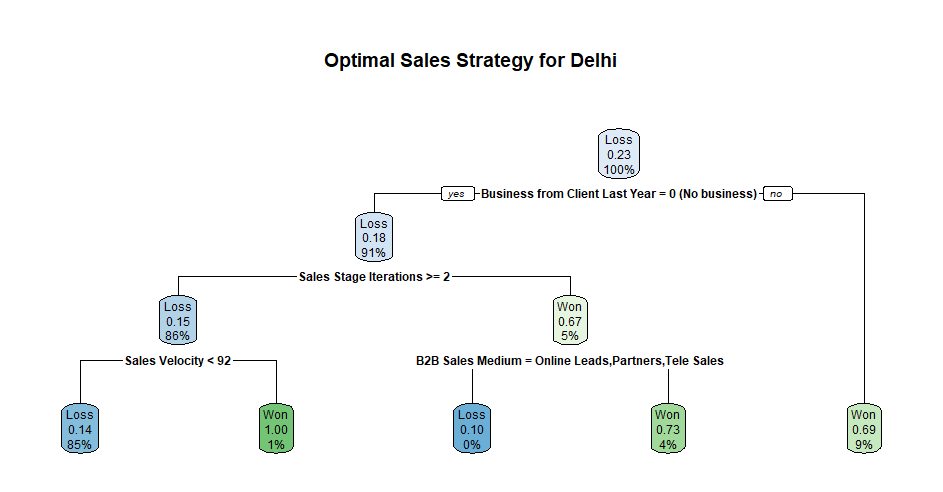 Optimal Sales Strategy for Delhi
Loss
0.23
100%
yes
Business from Client Last Year = 0 (No business)
no
Loss
0.18
91%
Sales Stage Iterations >= 2
Loss
0.15
86%
Won
0.67
5%
Sales Velocity < 92
B2B Sales Medium = Online Leads,Partners,Tele Sales
Loss
0.14
85%
Won
1.00
1%
Loss
0.10
0%
Won
0.73
4%
Won
0.69
9%